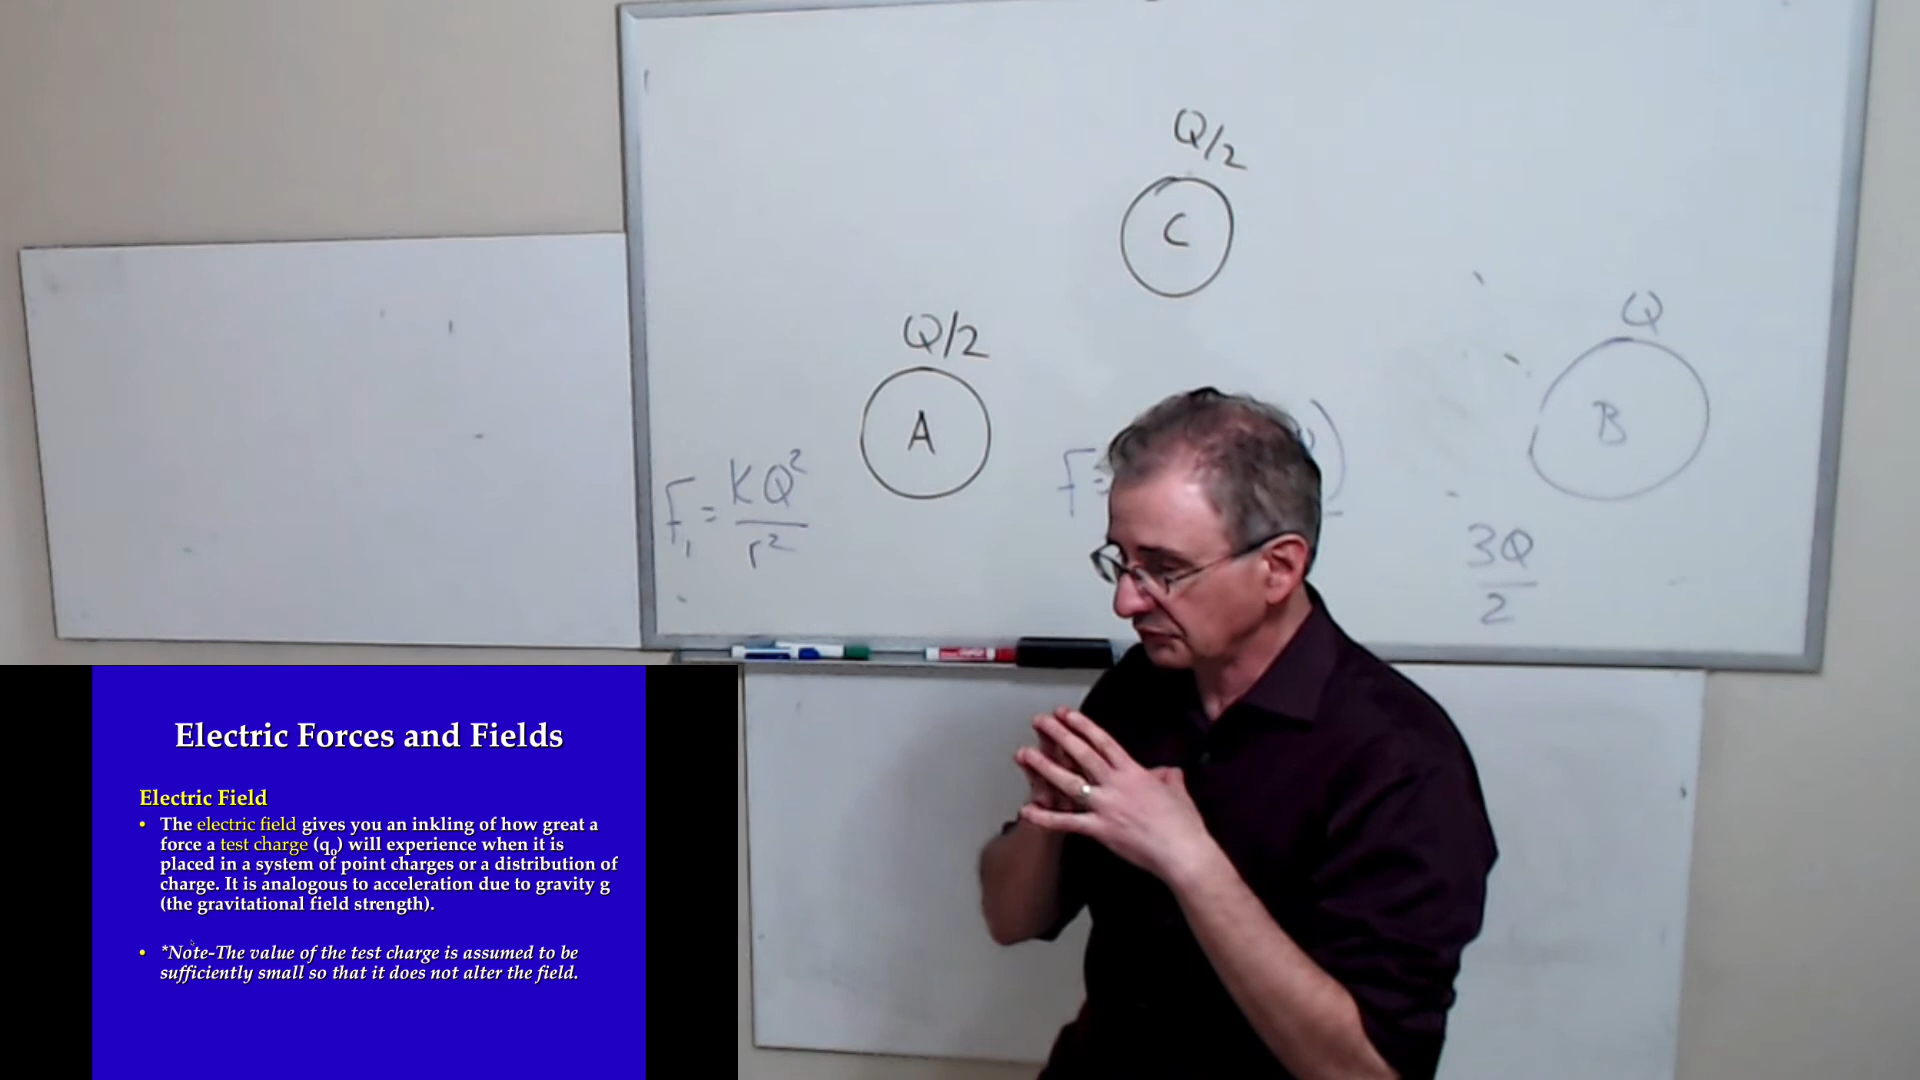 Q/2
C
Q/2
A
Q
B
F₁ = KQ²
r²
F =
3Q
2
Electric Forces and Fields
Electric Field
• The electric field gives you an inkling of how great a
force a test charge (qₒ) will experience when it is
placed in a system of point charges or a distribution of
charge. It is analogous to acceleration due to gravity g
(the gravitational field strength).
• *Note-The value of the test charge is assumed to be
sufficiently small so that it does not alter the field.